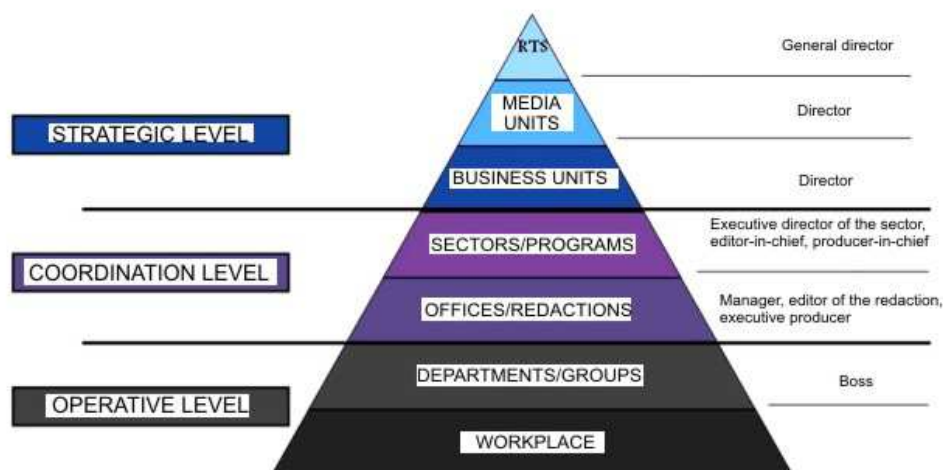 RTS
General director
MEDIA
UNITS
Director
STRATEGIC LEVEL
BUSINESS UNITS
Director
SECTORS/PROGRAMS
Executive director of the sector,
editor-in-chief, producer-in-chief
COORDINATION LEVEL
OFFICES/REDACTIONS
Manager, editor of the redaction,
executive producer
DEPARTMENTS/GROUPS
Boss
OPERATIVE LEVEL
WORKPLACE